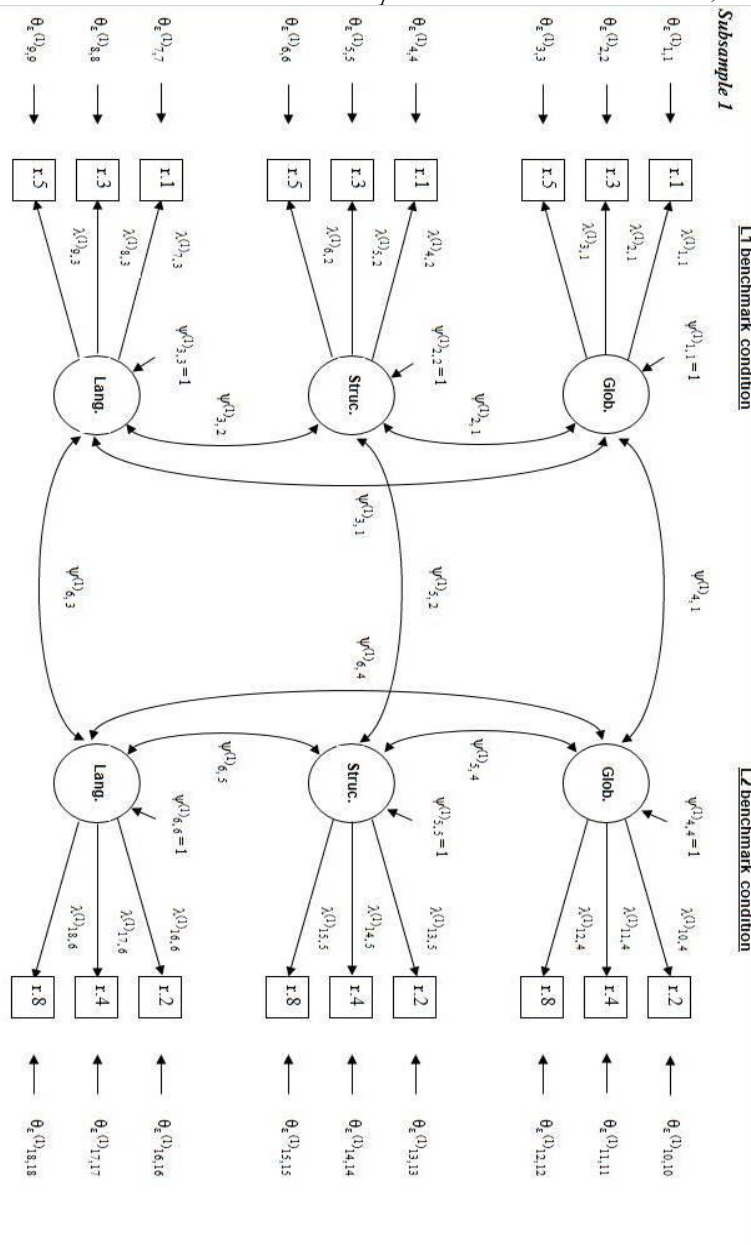 L1 benchmark condition L2 benchmark condition
Subsample 1
λ(1)1,1 ψ(1)1,1=1 ψ(1)4,1 ψ(1)4,4=1 λ(1)10,4
θε(1)1,1 r.1 r.2 θε(1)10,10
λ(1)2,1 λ(1)11,4
θε(1)2,2 r.3 Glob. Glob. r.4 θε(1)11,11
λ(1)3,1 λ(1)12,4
θε(1)3,3 r.5 r.8 θε(1)12,12
ψ(1)2,1 ψ(1)5,4
λ(1)4,2 ψ(1)2,2=1 ψ(1)5,2 ψ(1)5,5=1 λ(1)13,5
θε(1)4,4 r.1 r.2 θε(1)13,13
λ(1)5,2 ψ(1)3,1 ψ(1)6,4 λ(1)14,5
θε(1)5,5 r.3 Struc. Struc. r.4 θε(1)14,14
λ(1)6,2 λ(1)15,5
θε(1)6,6 r.5 r.8 θε(1)15,15
ψ(1)3,2 ψ(1)6,5
λ(1)7,3 ψ(1)3,3=1 ψ(1)6,6=1 λ(1)16,6
θε(1)7,7 r.1 r.2 θε(1)16,16
λ(1)8,3 λ(1)17,6
θε(1)8,8 r.3 Lang. Lang. r.4 θε(1)17,17
λ(1)9,3 ψ(1)6,3 λ(1)18,6
θε(1)9,9 r.5 r.8 θε(1)18,18